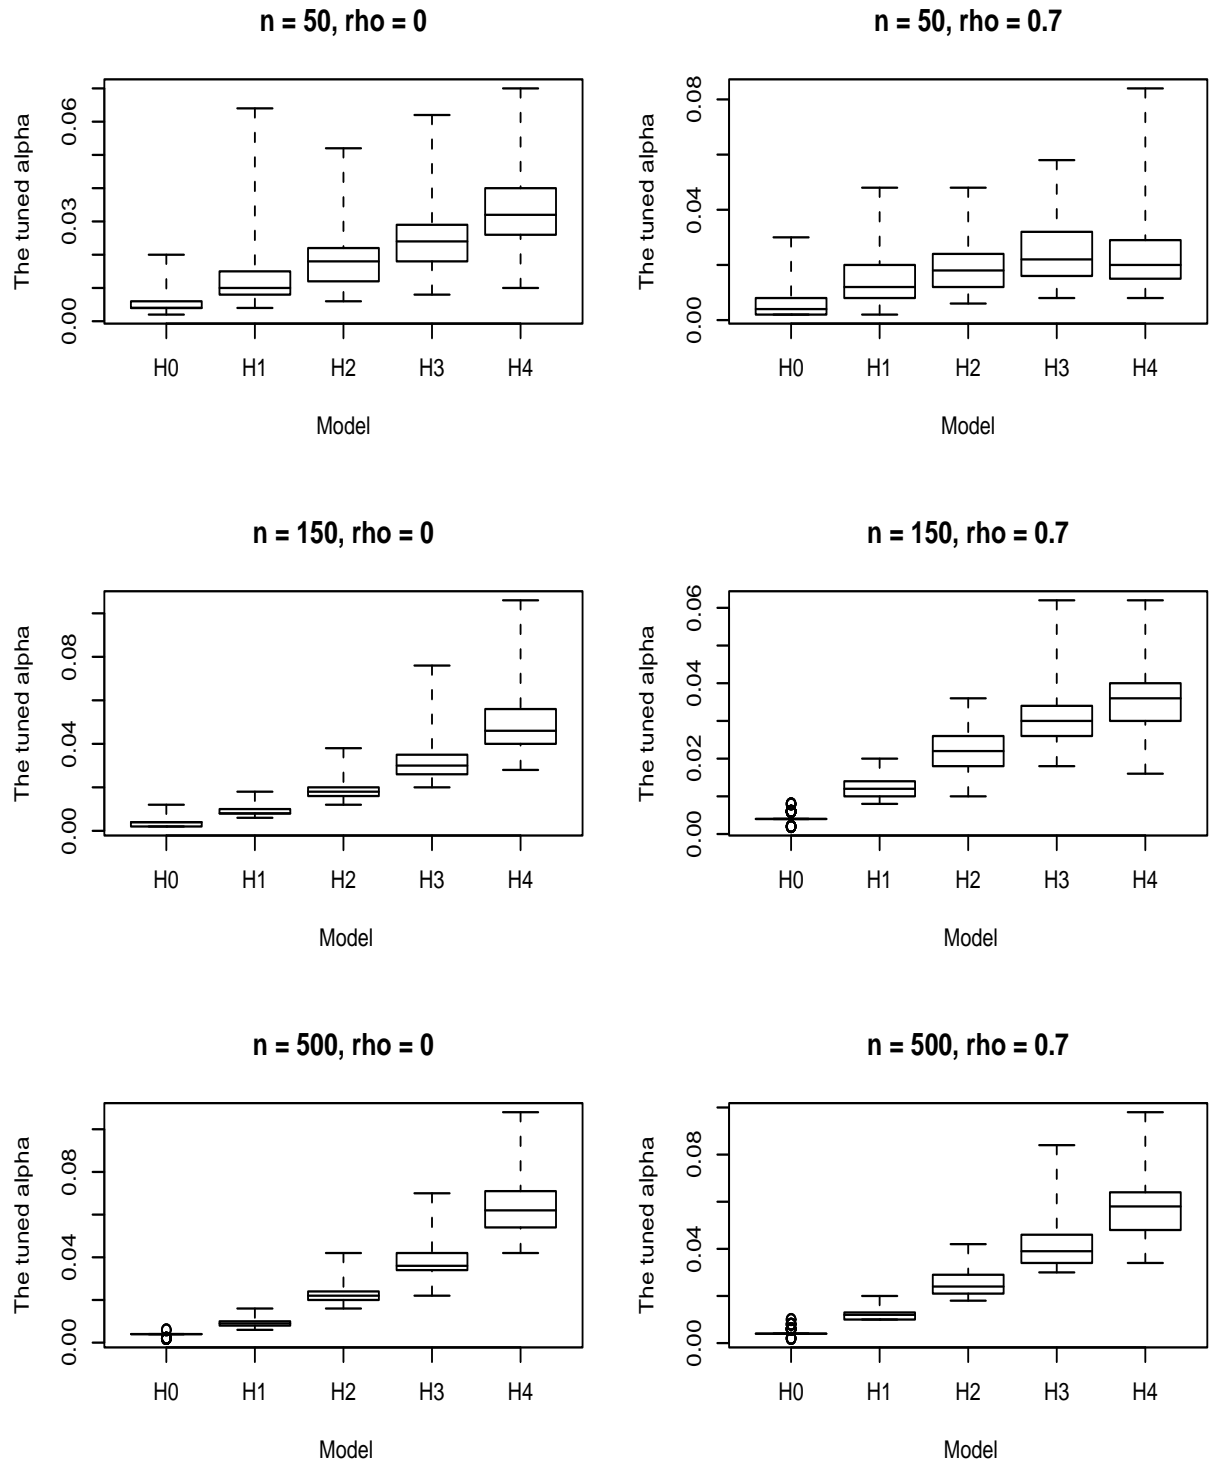 n = 50, rho = 0
The tuned alpha
0.00 0.03 0.06
H0 H1 H2 H3 H4
Model
n = 50, rho = 0.7
The tuned alpha
0.00 0.04 0.08
H0 H1 H2 H3 H4
Model
n = 150, rho = 0
The tuned alpha
0.00 0.04 0.08
H0 H1 H2 H3 H4
Model
n = 150, rho = 0.7
The tuned alpha
0.00 0.02 0.04 0.06
H0 H1 H2 H3 H4
Model
n = 500, rho = 0
The tuned alpha
0.00 0.04 0.08
H0 H1 H2 H3 H4
Model
n = 500, rho = 0.7
The tuned alpha
0.00 0.04 0.08
H0 H1 H2 H3 H4
Model